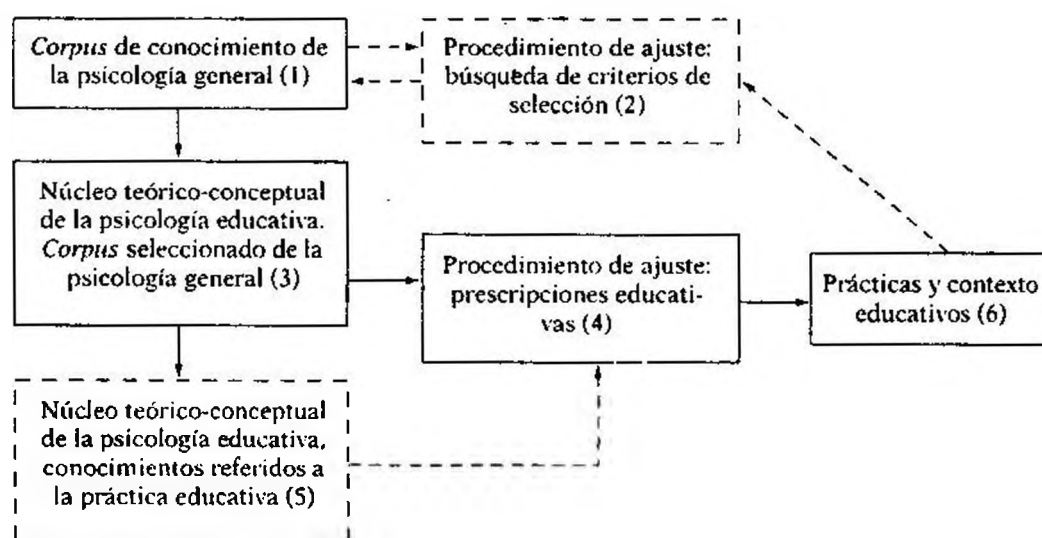 Corpus de conocimiento de
la psicología general (1)
Procedimiento de ajuste:
búsqueda de criterios de
selección (2)
Núcleo teórico-conceptual
de la psicología educativa.
Corpus seleccionado de la
psicología general (3)
Procedimiento de ajuste:
prescripciones educati-
vas (4)
Prácticas y contexto
educativos (6)
Núcleo teórico-conceptual
de la psicología educativa,
conocimientos referidos a
la práctica educativa (5)